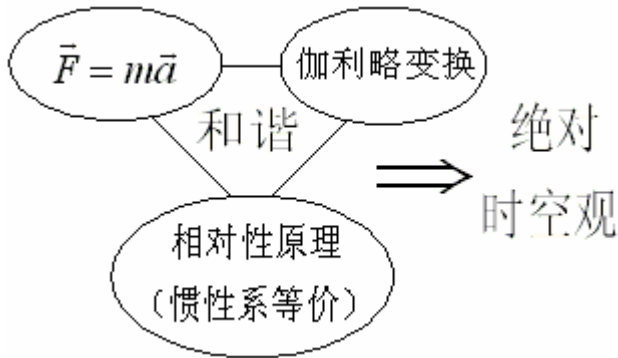 F⃗ = ma⃗
伽利略变换
和谐
绝对
时空观
相对性原理
(惯性系等价)